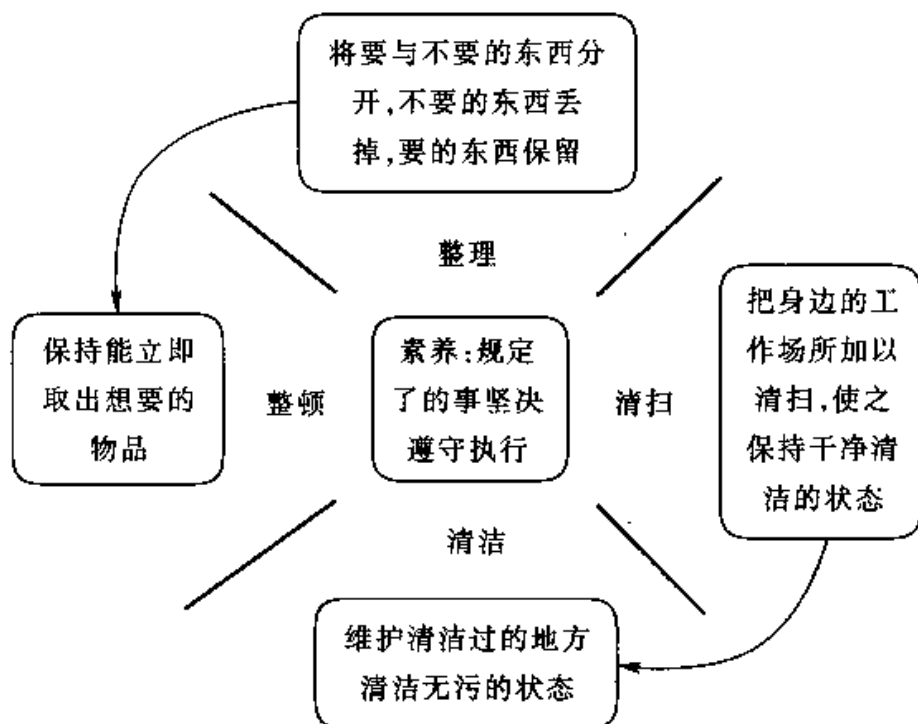 将要与不要的东西分
开,不要的东西丢
掉,要的东西保留
整理
保持能立即
取出想要的
物品
整顿
素养:规定
了的事坚决
遵守执行
清扫
把身边的工
作场所加以
清扫,使之
保持干净清
洁的状态
清洁
维护清洁过的地方
清洁无污的状态